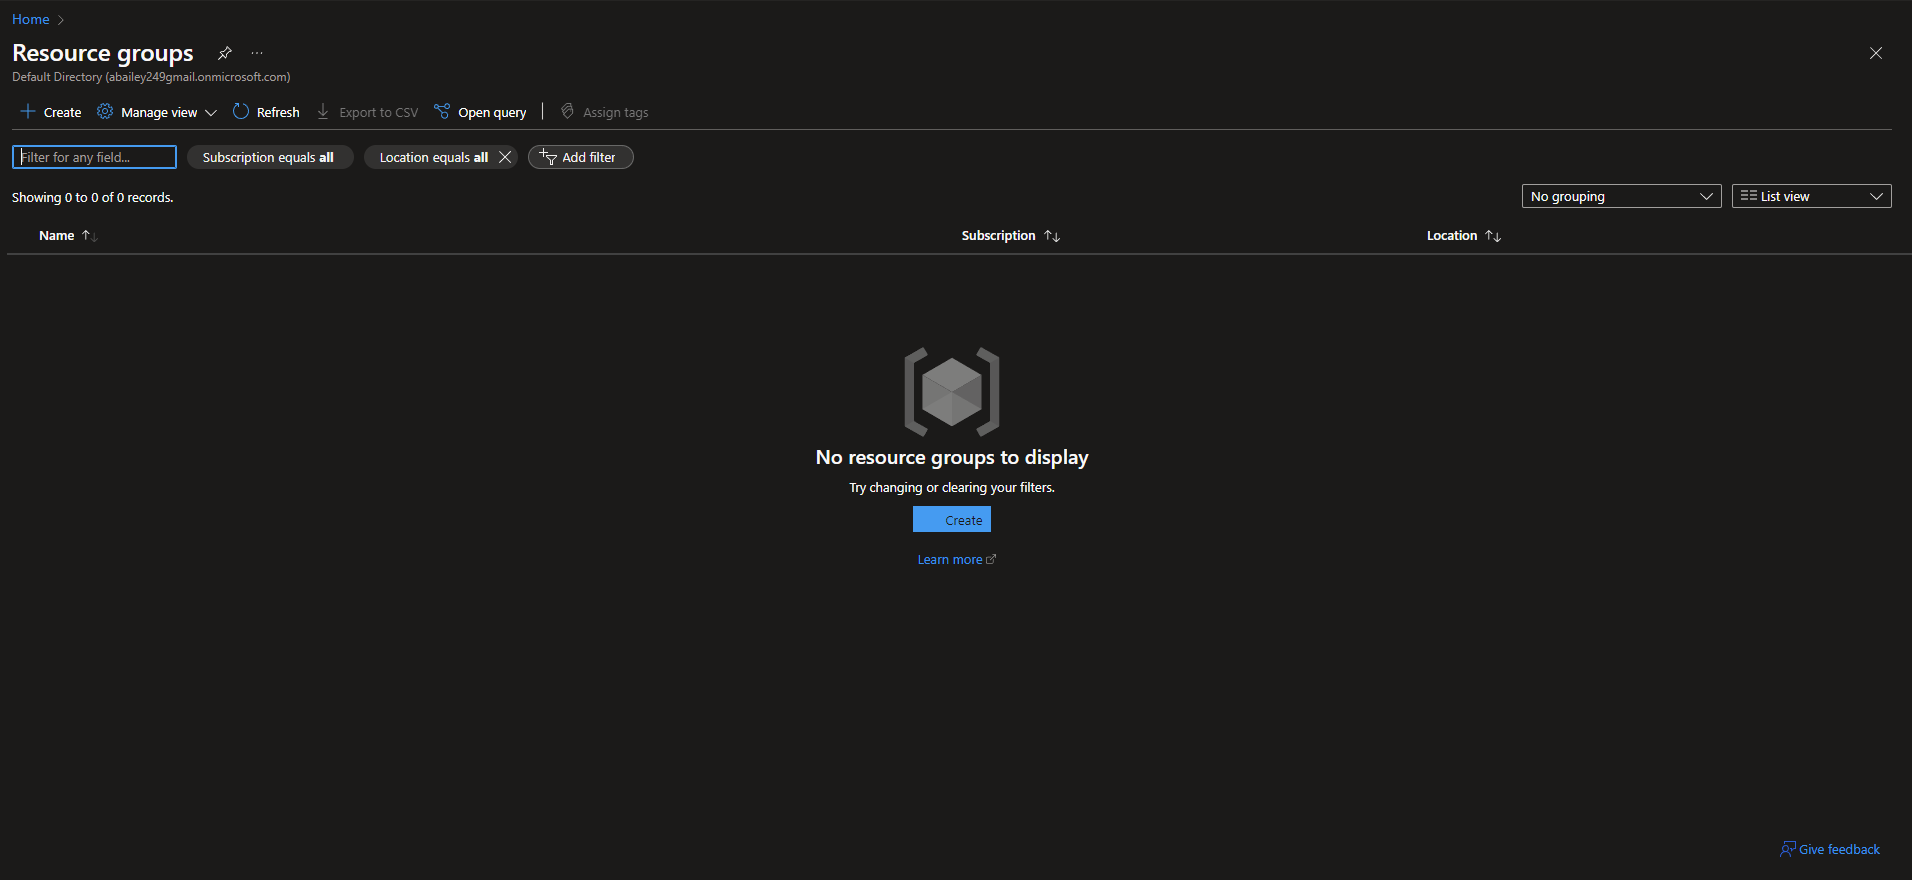 Home
Resource groups
Default Directory (abailey249gmail.onmicrosoft.com)
Create Manage view Refresh Export to CSV Open query Assign tags
Filter for any field... Subscription equals all Location equals all Add filter
Showing 0 to 0 of 0 records. No grouping List view
Name Subscription Location
No resource groups to display
Try changing or clearing your filters.
Create
Learn more
Give feedback